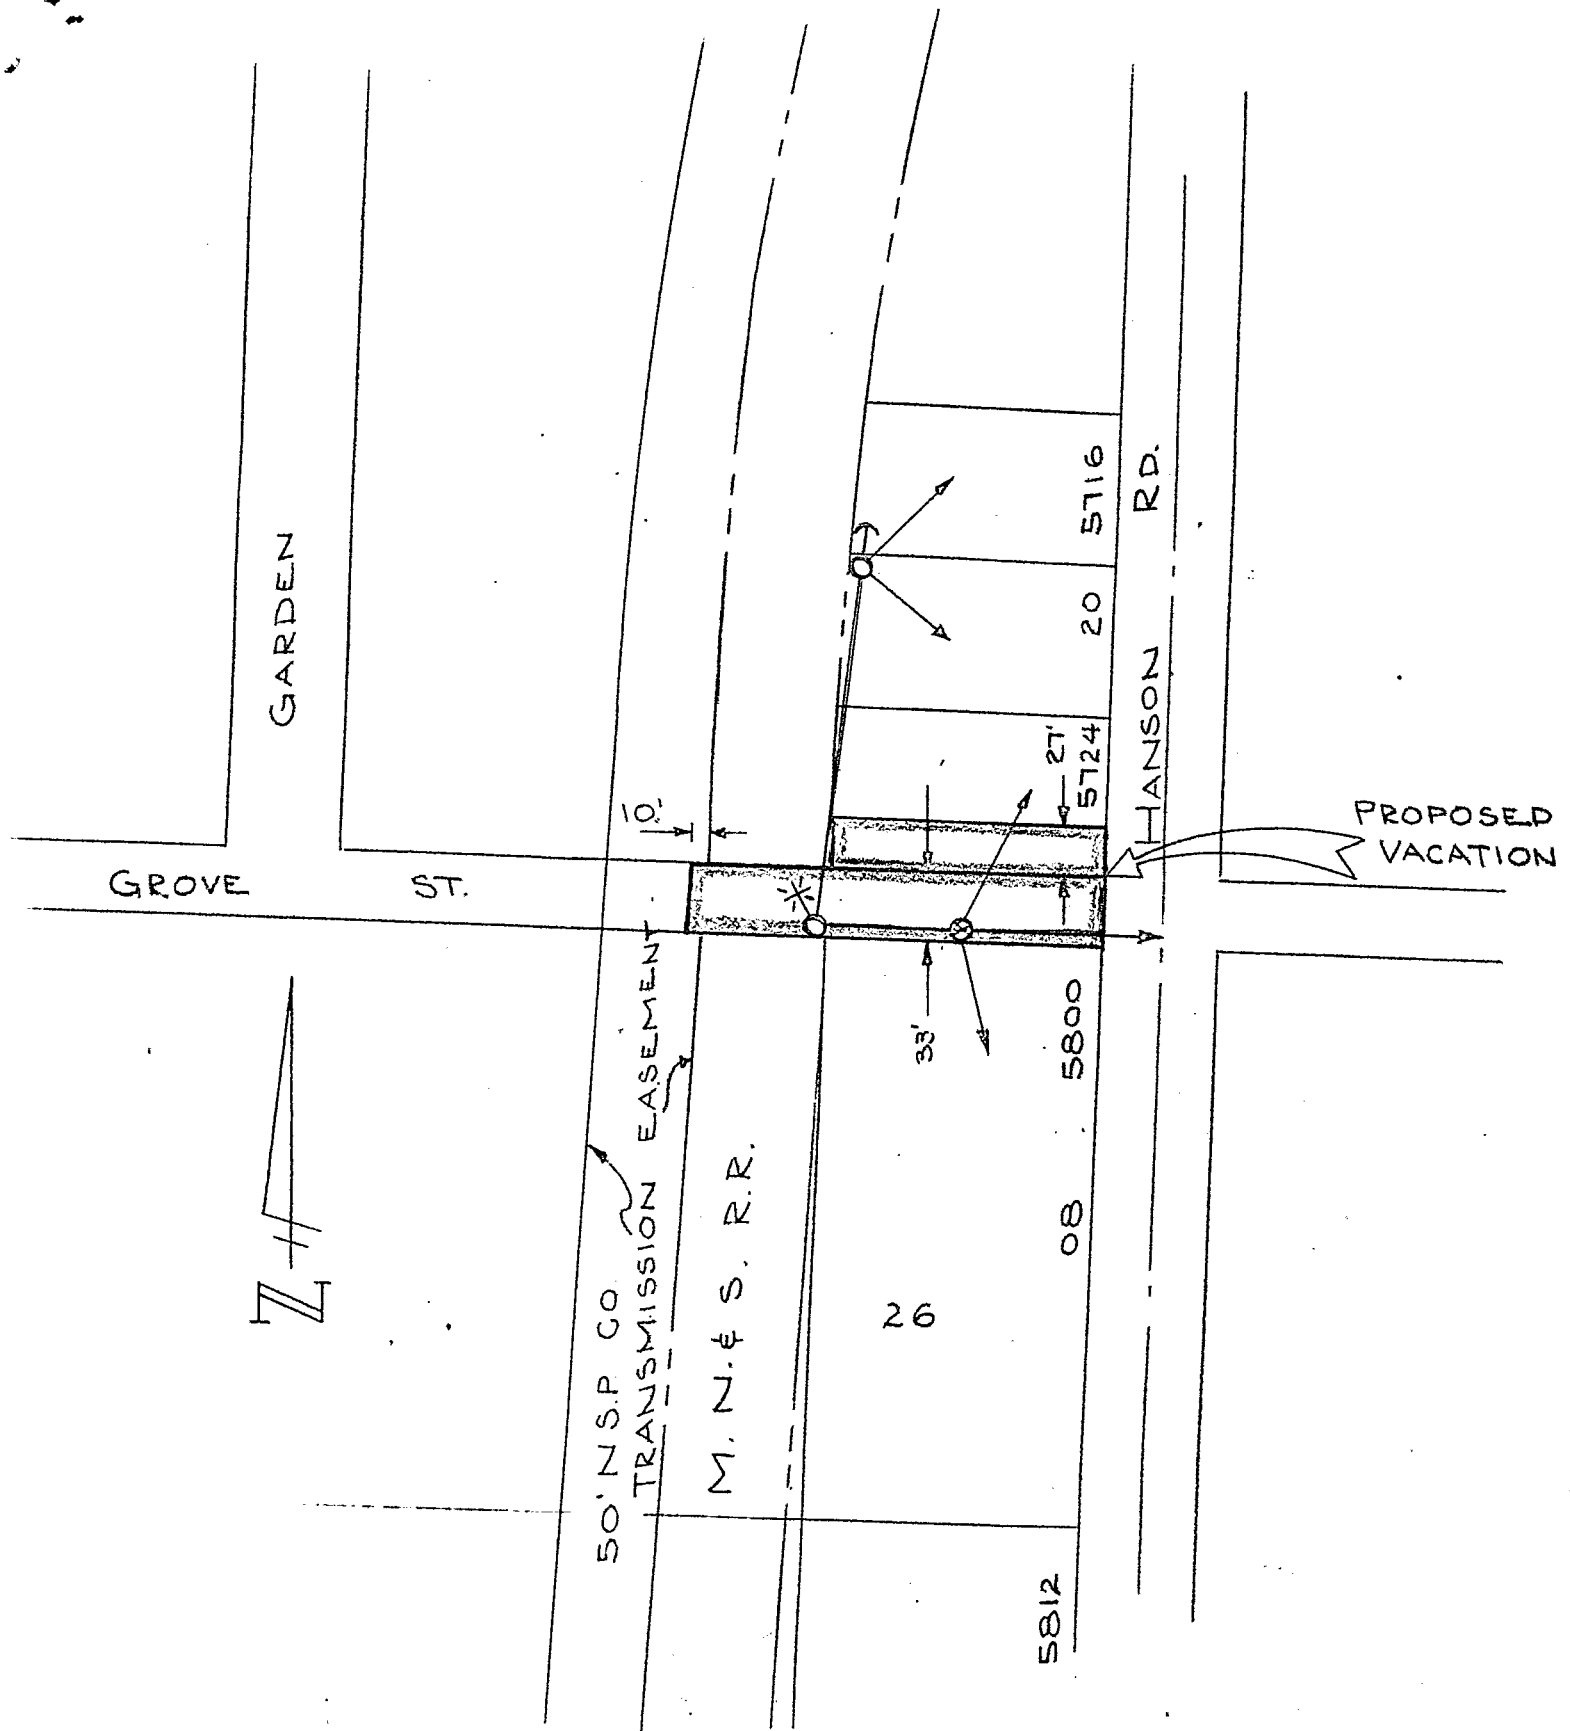 GARDEN
GROVE ST.
10'
5716
20
5724
27'
HANSON RD.
PROPOSED
VACATION
33'
5800
08
26
5812
50' N.S.P. CO.
TRANSMISSION EASEMENT
M. N. & S. R.R.
N